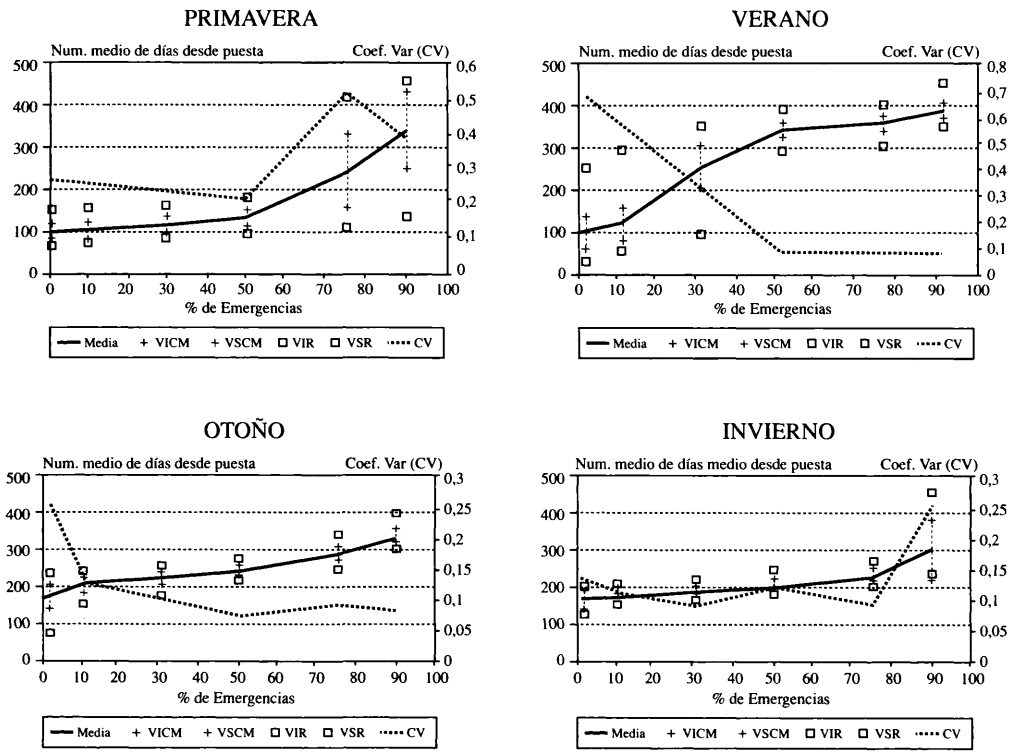 PRIMAVERA
Num. medio de días desde puesta Coef. Var (CV)
500 0,6
400 0,5
300 0,4
0,3
200 0,2
100 0,1
0 0
0 10 20 30 40 50 60 70 80 90 100
% de Emergencias
Media + VICM + VSCM VIR VSR CV
VERANO
Num. medio de días desde puesta Coef. Var (CV)
500 0,8
0,7
400 0,6
300 0,5
0,4
200 0,3
0,2
100 0,1
0 0
0 10 20 30 40 50 60 70 80 90 100
% de Emergencias
Media + VICM + VSCM VIR VSR CV
OTOÑO
Num. medio de días desde puesta Coef. Var (CV)
500 0,3
400 0,25
300 0,2
0,15
200 0,1
100 0,05
0 0
0 10 20 30 40 50 60 70 80 90 100
% de Emergencias
Media + VICM + VSCM VIR VSR CV
INVIERNO
Num. medio de días medio desde puesta Coef. Var (CV)
500 0,3
400 0,25
300 0,2
0,15
200 0,1
100 0,05
0 0
0 10 20 30 40 50 60 70 80 90 100
% de Emergencias
Media + VICM + VSCM VIR VSR CV